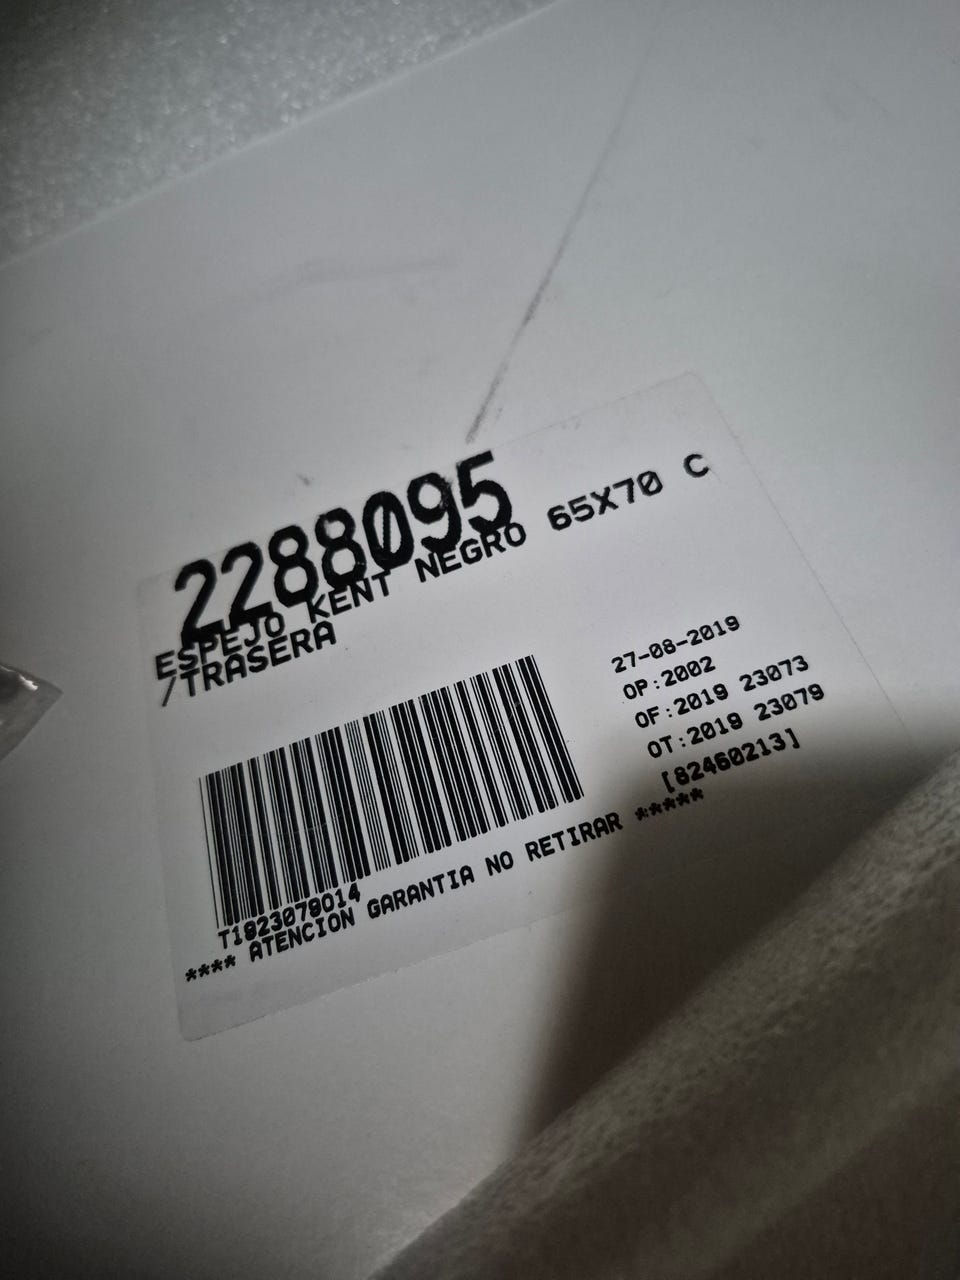 2288095
ESPEJO KENT NEGRO 65X70 C
/TRASERA
27-08-2019
OP:2002
OF:2019 23073
OT:2019 23079
[82460213]
T1923079014
**** ATENCION GARANTIA NO RETIRAR *****